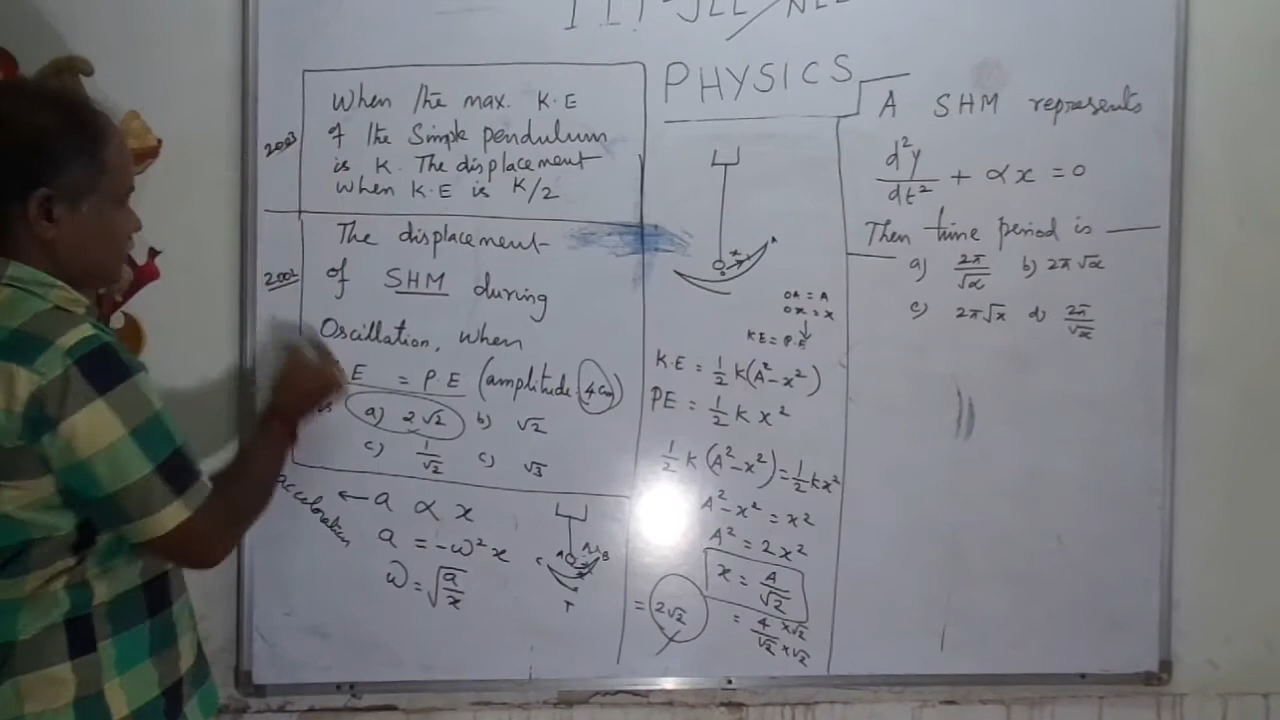 IIT-JEE/NEE
PHYSICS
2003
When the max. K.E
of the Simple pendulum
is K. The displacement
when K.E is K/2
2002
The displacement
of SHM during
Oscillation, when
E = P.E (amplitude 4cm)
a) 2√2 b) √2
c) 1/√2 c) √3
acceleration ← a α x
a = -ω²x
ω = √(a/x)
A
B
C
T
x
A
OA = A
OX = x
↓
KE = P.E
K.E = 1/2 K(A²-x²)
PE = 1/2 K x²
1/2 K(A²-x²) = 1/2 kx²
A²-x² = x²
A² = 2x²
x = A/√2
= 4/√2 ×√2/×√2
= 2√2
A SHM represents
d²y/dt² + αx = 0
Then time period is ——
a) 2π/√α b) 2π√α
c) 2π√x d) 2π/√x